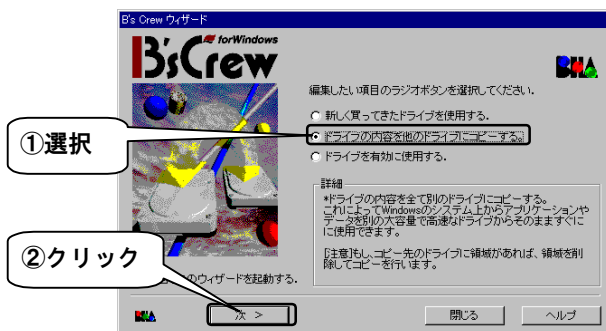 B's Crew ウィザード
for Windows
B'sCrew
BHA
編集したい項目のラジオボタンを選択してください.
新しく買ってきたドライブを使用する.
ドライブの内容を他のドライブにコピーする.
ドライブを有効に使用する.
①選択
詳細
*ドライブの内容を全て別のドライブにコピーする.
これによってWindowsのシステム上からアプリケーションや
データを別の大容量で高速なドライブからそのまますぐに
に使用できます.
[注意]もし、コピー先のドライブに領域があれば、領域を削
除してコピーを行います.
②クリック
のウィザードを起動する.
BHA
次 >
閉じる
ヘルプ